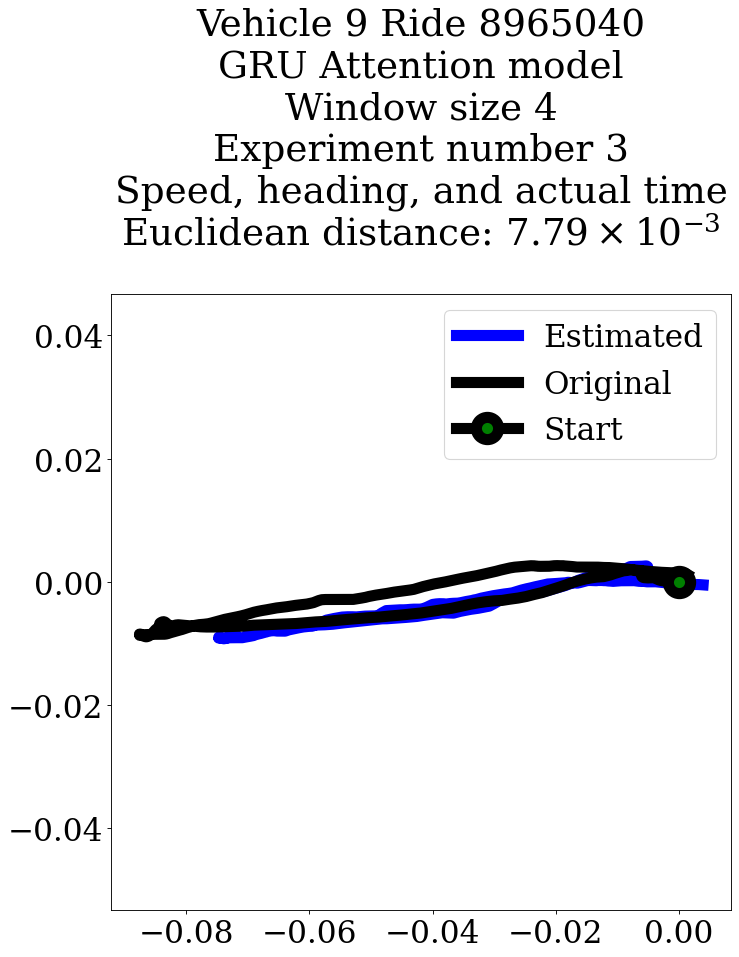 Vehicle 9 Ride 8965040
GRU Attention model
Window size 4
Experiment number 3
Speed, heading, and actual time
Euclidean distance: 7.79 × 10⁻³
Estimated
Original
Start
0.04
0.02
0.00
−0.02
−0.04
−0.08 −0.06 −0.04 −0.02 0.00